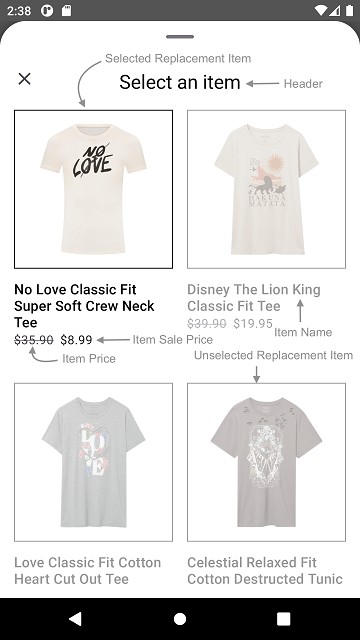 2:38
Selected Replacement Item
Select an item
Header
NO
LOVE
HAKUNA
MATATA
No Love Classic Fit
Super Soft Crew Neck
Tee
$35.90 $8.99
Item Sale Price
Item Price
Disney The Lion King
Classic Fit Tee
$39.90 $19.95
Item Name
Unselected Replacement Item
LOVE
Love Classic Fit Cotton
Heart Cut Out Tee
Celestial Relaxed Fit
Cotton Destructed Tunic